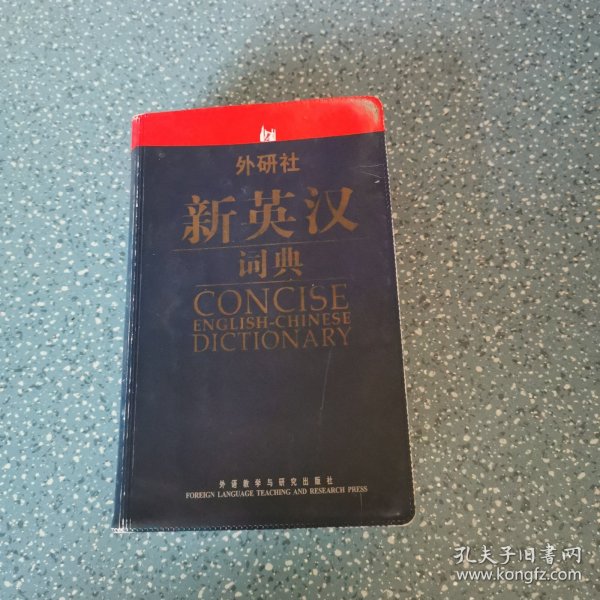 外研社
新英汉
词典
CONCISE
ENGLISH-CHINESE
DICTIONARY
外语教学与研究出版社
FOREIGN LANGUAGE TEACHING AND RESEARCH PRESS
孔夫子旧书网
www.kongfz.com